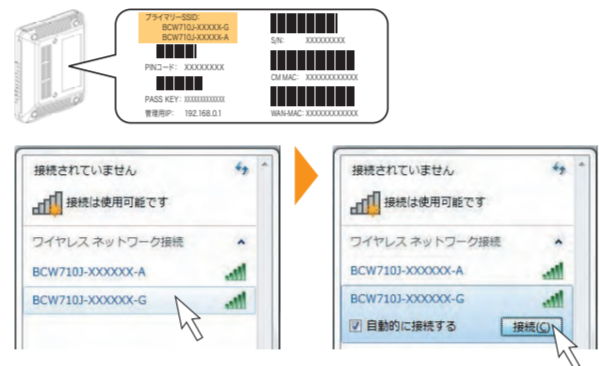 プライマリーSSID:
BCW710J-XXXXX-G
BCW710J-XXXXX-A
PINコード: XXXXXXXX
PASS KEY: XXXXXXXXXXXXX
管理用IP: 192.168.0.1
S/N: XXXXXXXXXX
CM MAC: XXXXXXXXXXXX
WAN-MAC: XXXXXXXXXXXX
接続されていません
接続は使用可能です
ワイヤレス ネットワーク接続
BCW710J-XXXXXX-A
BCW710J-XXXXXX-G
接続されていません
接続は使用可能です
ワイヤレス ネットワーク接続
BCW710J-XXXXXX-A
BCW710J-XXXXXX-G
自動的に接続する 接続(C)